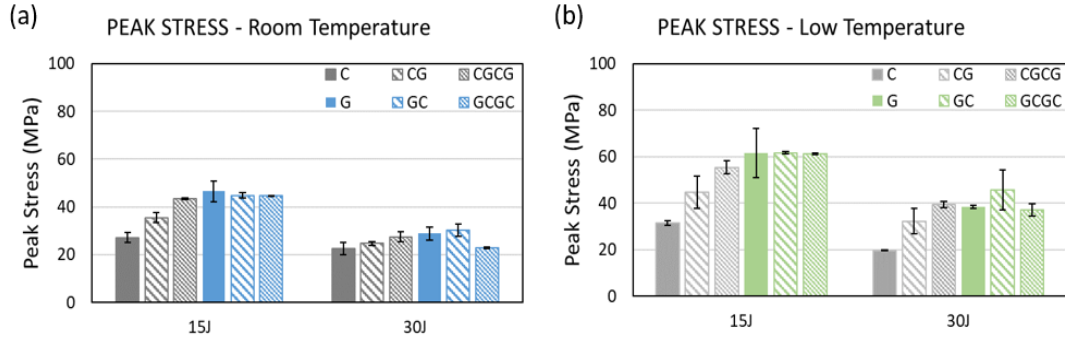 (a)
PEAK STRESS - Room Temperature
Peak Stress (MPa)
100
80
60
40
20
0
C CG CGCG
G GC GCGC
15J 30J
(b)
PEAK STRESS - Low Temperature
Peak Stress (MPa)
100
80
60
40
20
0
C CG CGCG
G GC GCGC
15J 30J